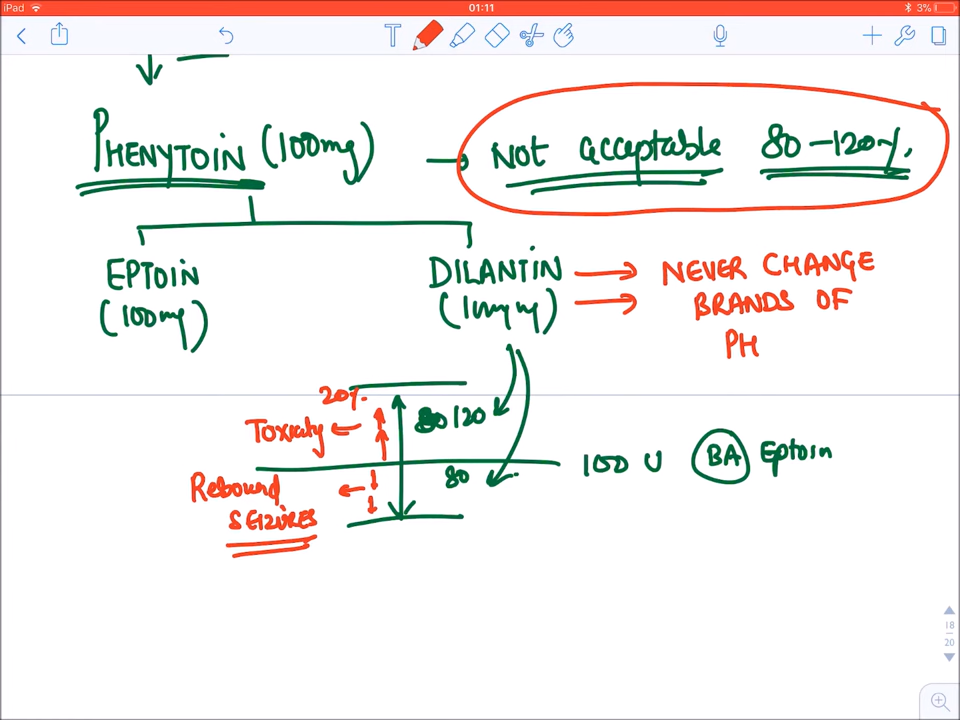 iPad
01:11
3%
T
PHENYTOIN (100mg)
NOT acceptable 80-120%.
EPTOIN
(100mg)
DILANTIN
NEVER CHANGE
BRANDS OF
PH
20%.
120
Toxicity
80
100 U BA Eptoin
Rebound
SEIZURES
18
20